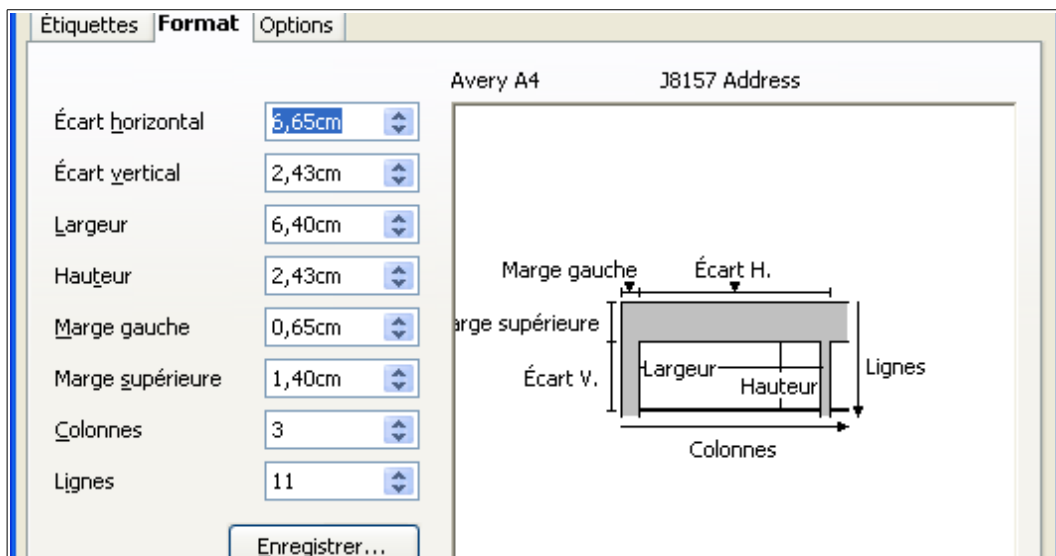 Étiquettes Format Options
Avery A4 J8157 Address
Écart horizontal 6,65cm
Écart vertical 2,43cm
Largeur 6,40cm
Hauteur 2,43cm
Marge gauche 0,65cm
Marge supérieure 1,40cm
Colonnes 3
Lignes 11
Enregistrer...
Marge gauche Écart H.
arge supérieure
Écart V. Largeur Hauteur Lignes
Colonnes